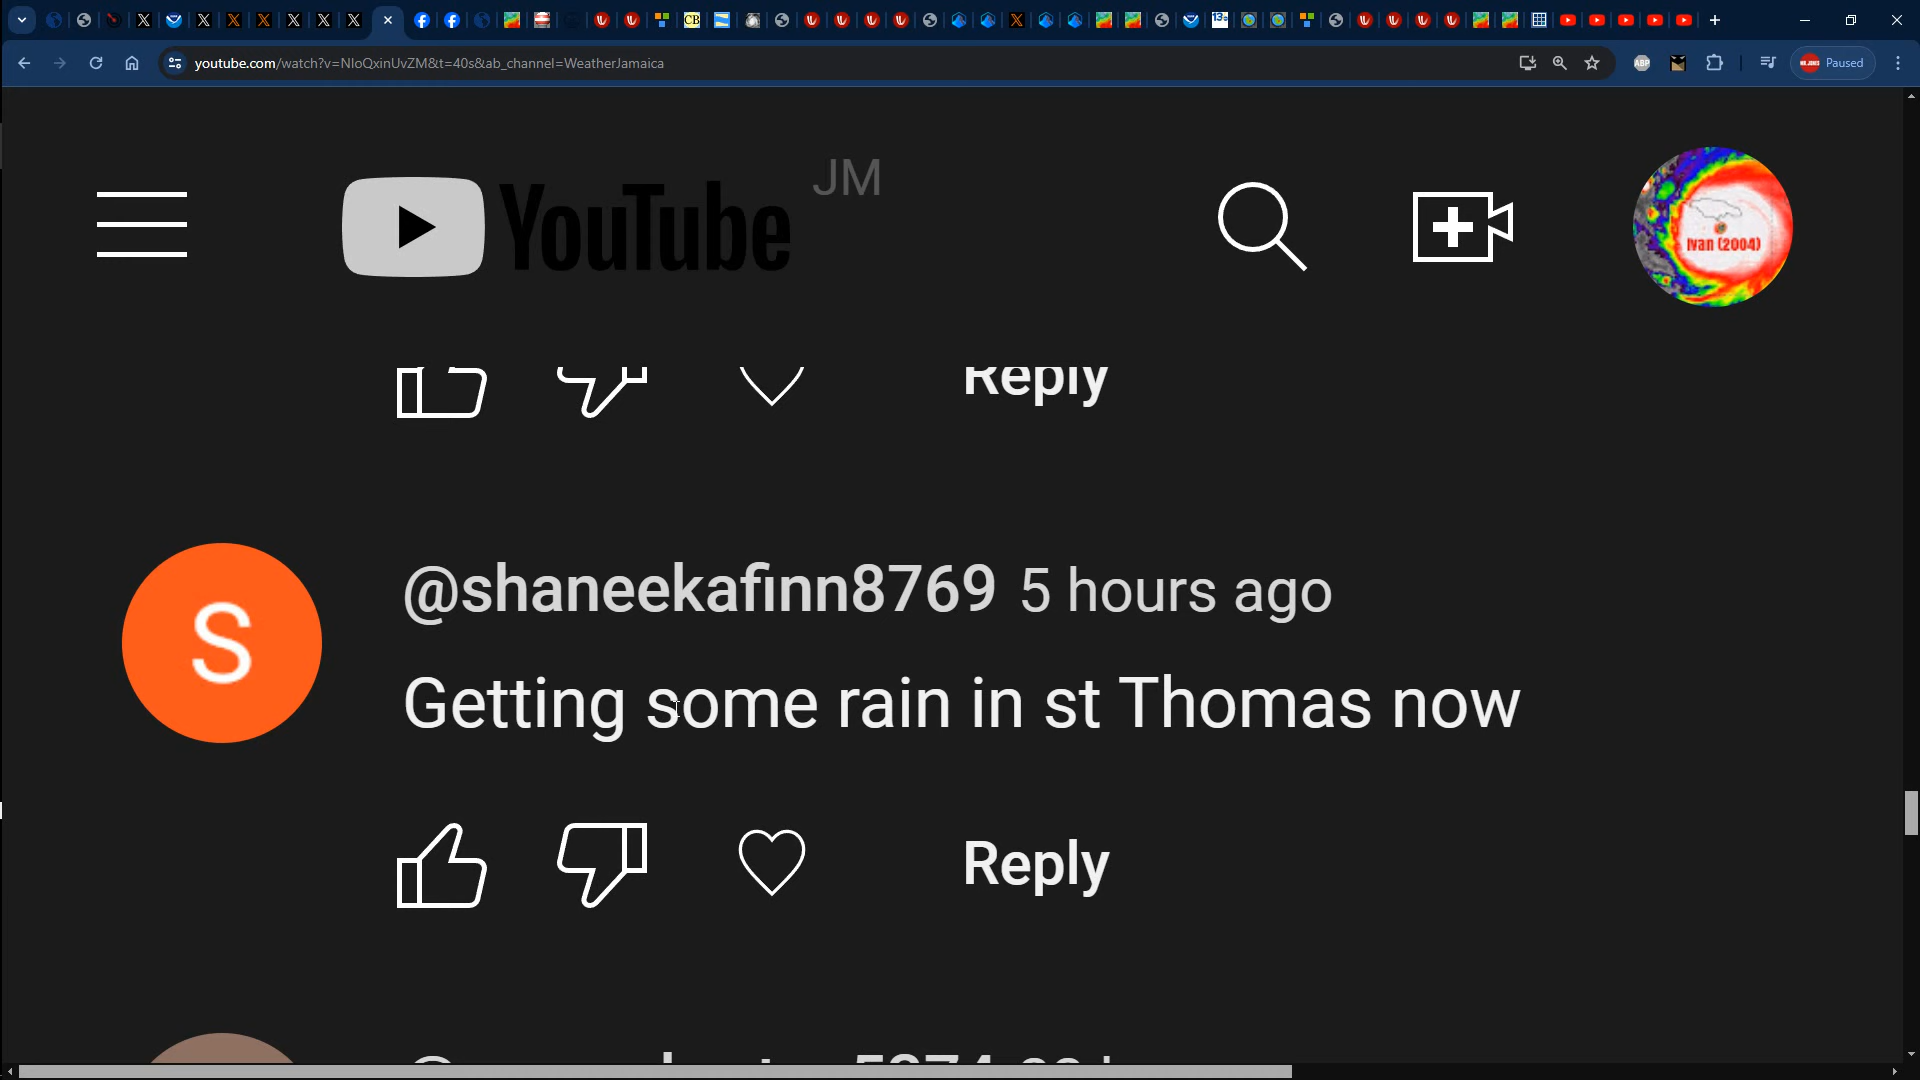 youtube.com/watch?v=NIoQxinUvZM&t=40s&ab_channel=WeatherJamaica
ABP
Paused
YouTube JM
Ivan (2004)
Reply
@shaneekafinn8769 5 hours ago
S
Getting some rain in st Thomas now
Reply